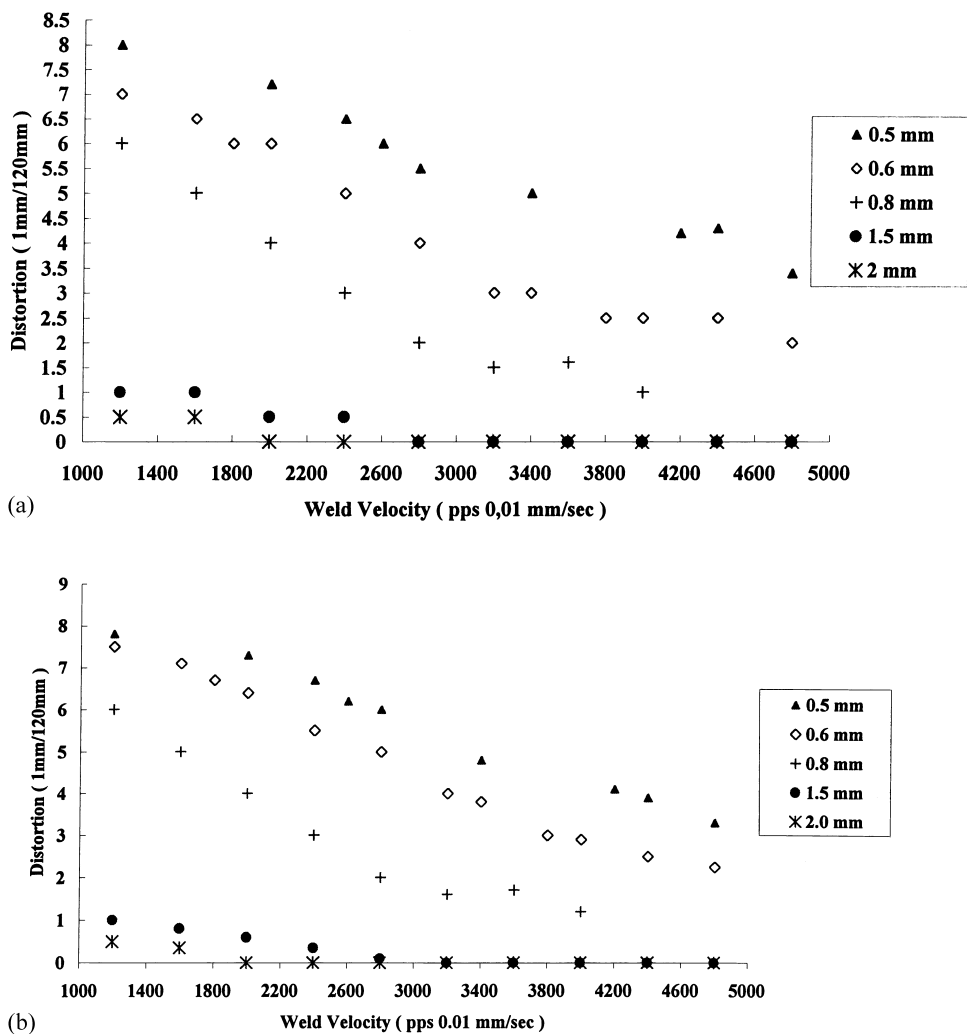 8.5
8
7.5
7
6.5
6
5.5
5
4.5
4
3.5
3
2.5
2
1.5
1
0.5
0
Distortion ( 1mm/120mm )
1000 1400 1800 2200 2600 3000 3400 3800 4200 4600 5000
Weld Velocity ( pps 0,01 mm/sec )
0.5 mm
0.6 mm
0.8 mm
1.5 mm
2 mm
(a)
9
8
7
6
5
4
3
2
1
0
Distortion ( 1mm/120mm )
1000 1400 1800 2200 2600 3000 3400 3800 4200 4600 5000
Weld Velocity ( pps 0.01 mm/sec )
0.5 mm
0.6 mm
0.8 mm
1.5 mm
2.0 mm
(b)